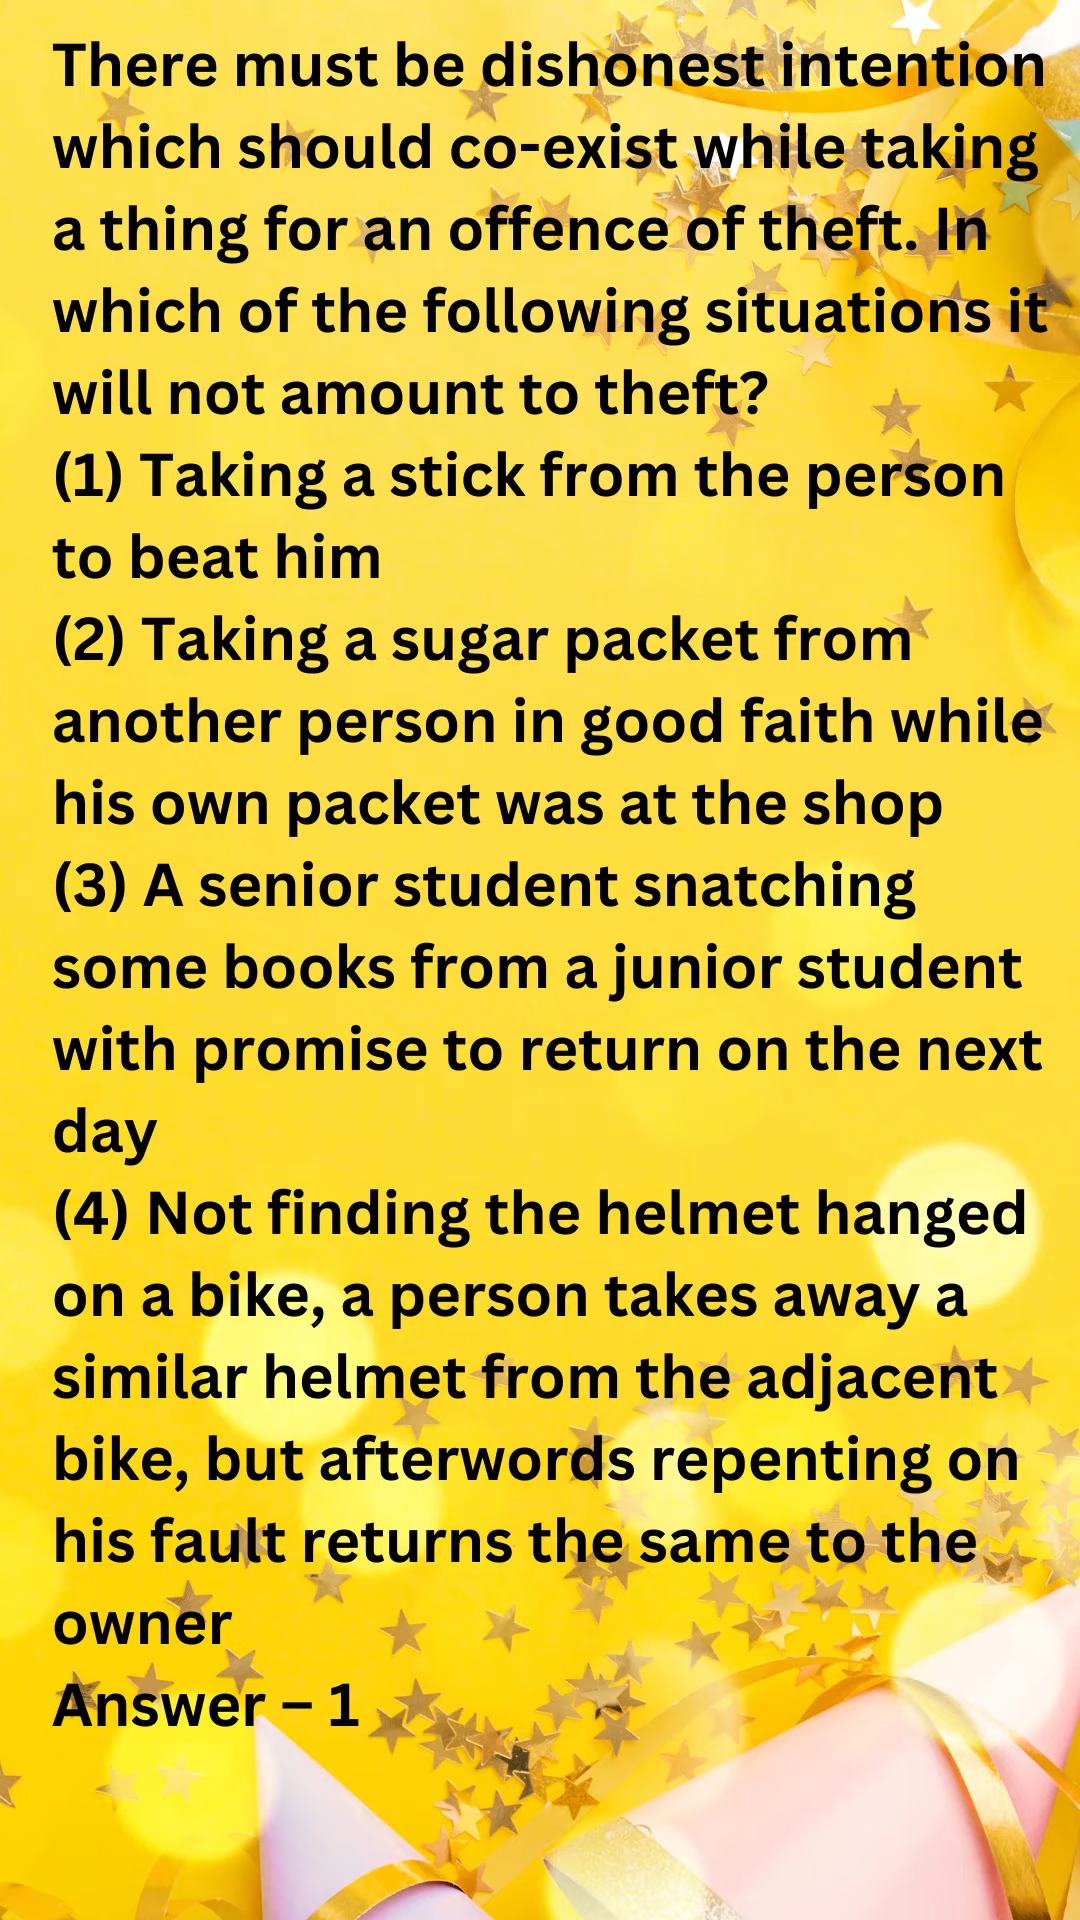 There must be dishonest intention
which should co-exist while taking
a thing for an offence of theft. In
which of the following situations it
will not amount to theft?
(1) Taking a stick from the person
to beat him
(2) Taking a sugar packet from
another person in good faith while
his own packet was at the shop
(3) A senior student snatching
some books from a junior student
with promise to return on the next
day
(4) Not finding the helmet hanged
on a bike, a person takes away a
similar helmet from the adjacent
bike, but afterwords repenting on
his fault returns the same to the
owner
Answer – 1